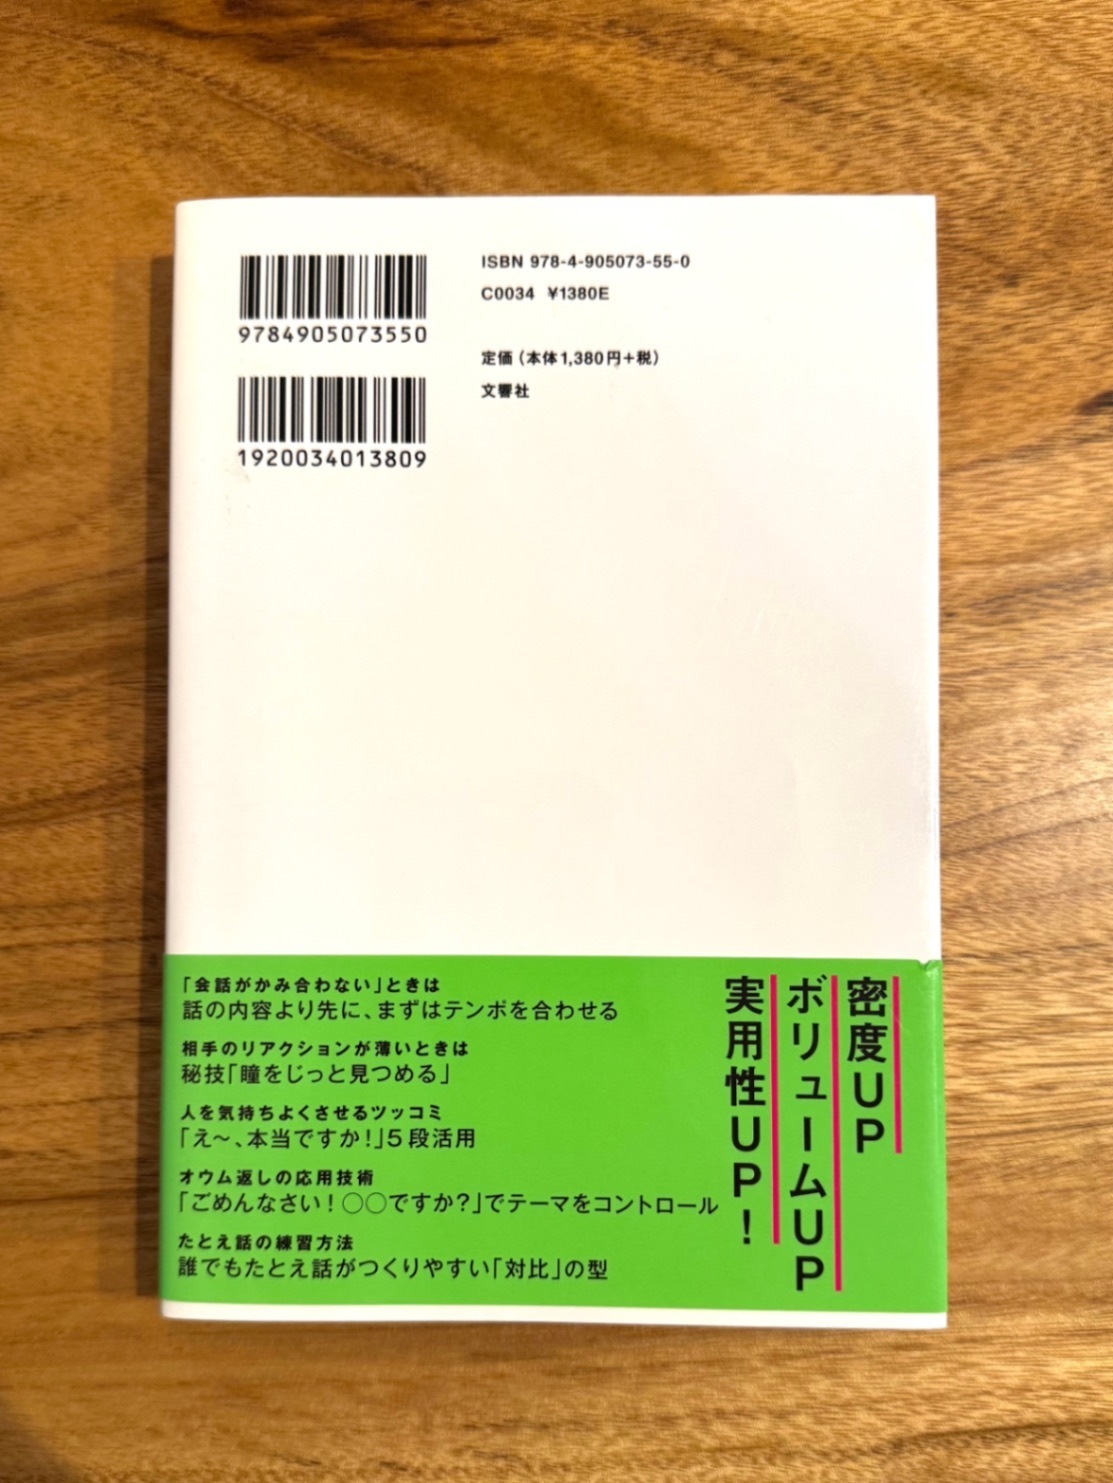 ISBN 978-4-905073-55-0
C0034 ¥1380E
9784905073550
定価(本体1,380円+税)
文響社
1920034013809
密度UP
ボリュームUP
実用性UP!
「会話がかみ合わない」ときは
話の内容より先に、まずはテンポを合わせる
相手のリアクションが薄いときは
秘技「瞳をじっと見つめる」
人を気持ちよくさせるツッコミ
「え〜、本当ですか!」5段活用
オウム返しの応用技術
「ごめんなさい!○○ですか?」でテーマをコントロール
たとえ話の練習方法
誰でもたとえ話がつくりやすい「対比」の型